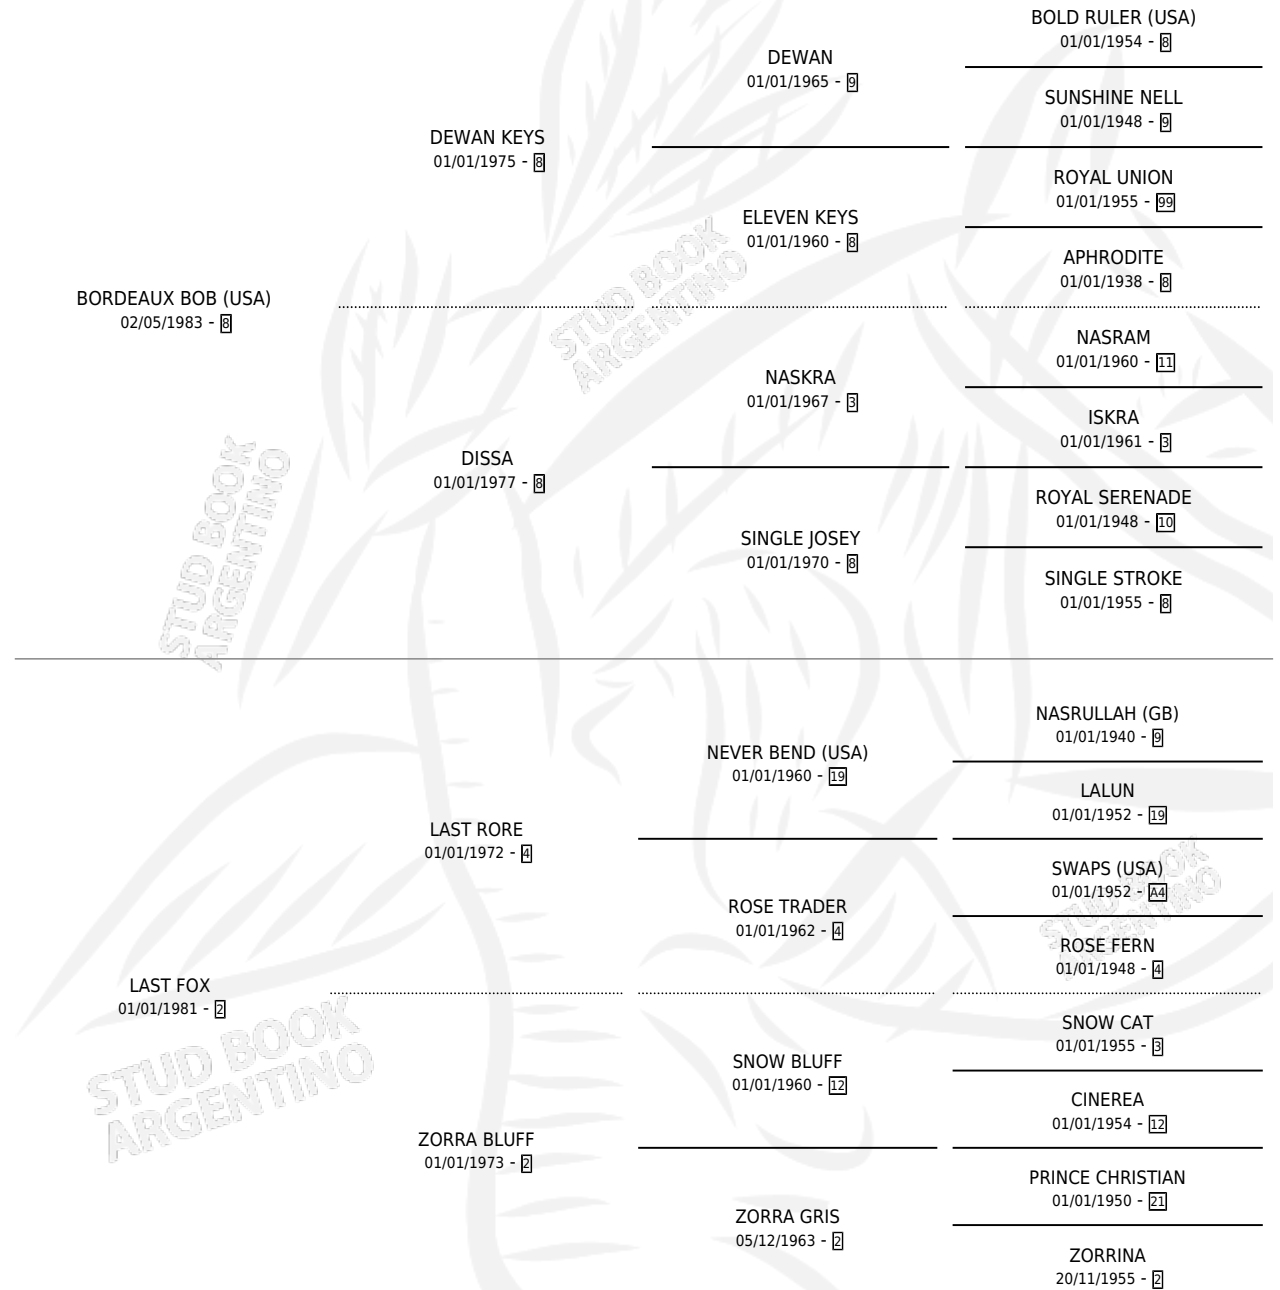 BOLD RULER (USA)
01/01/1954 - 8
DEWAN
01/01/1965 - 9
SUNSHINE NELL
01/01/1948 - 9
DEWAN KEYS
01/01/1975 - 8
ROYAL UNION
01/01/1955 - 99
ELEVEN KEYS
01/01/1960 - 8
APHRODITE
01/01/1938 - 8
BORDEAUX BOB (USA)
02/05/1983 - 8
STUD BOOK
ARGENTINO
NASRAM
01/01/1960 - 11
NASKRA
01/01/1967 - 3
ISKRA
01/01/1961 - 3
DISSA
01/01/1977 - 8
ROYAL SERENADE
01/01/1948 - 10
SINGLE JOSEY
01/01/1970 - 8
SINGLE STROKE
01/01/1955 - 8
STUD BOOK
ARGENTINO
NASRULLAH (GB)
01/01/1940 - 9
NEVER BEND (USA)
01/01/1960 - 19
LALUN
01/01/1952 - 19
LAST RORE
01/01/1972 - 4
SWAPS (USA)
01/01/1952 - A4
STUD BOOK
ARGENTINO
ROSE TRADER
01/01/1962 - 4
ROSE FERN
01/01/1948 - 4
LAST FOX
01/01/1981 - 2
SNOW CAT
01/01/1955 - 3
SNOW BLUFF
01/01/1960 - 12
CINEREA
01/01/1954 - 12
STUD BOOK
ARGENTINO
ZORRA BLUFF
01/01/1973 - 2
PRINCE CHRISTIAN
01/01/1950 - 21
ZORRA GRIS
05/12/1963 - 2
ZORRINA
20/11/1955 - 2